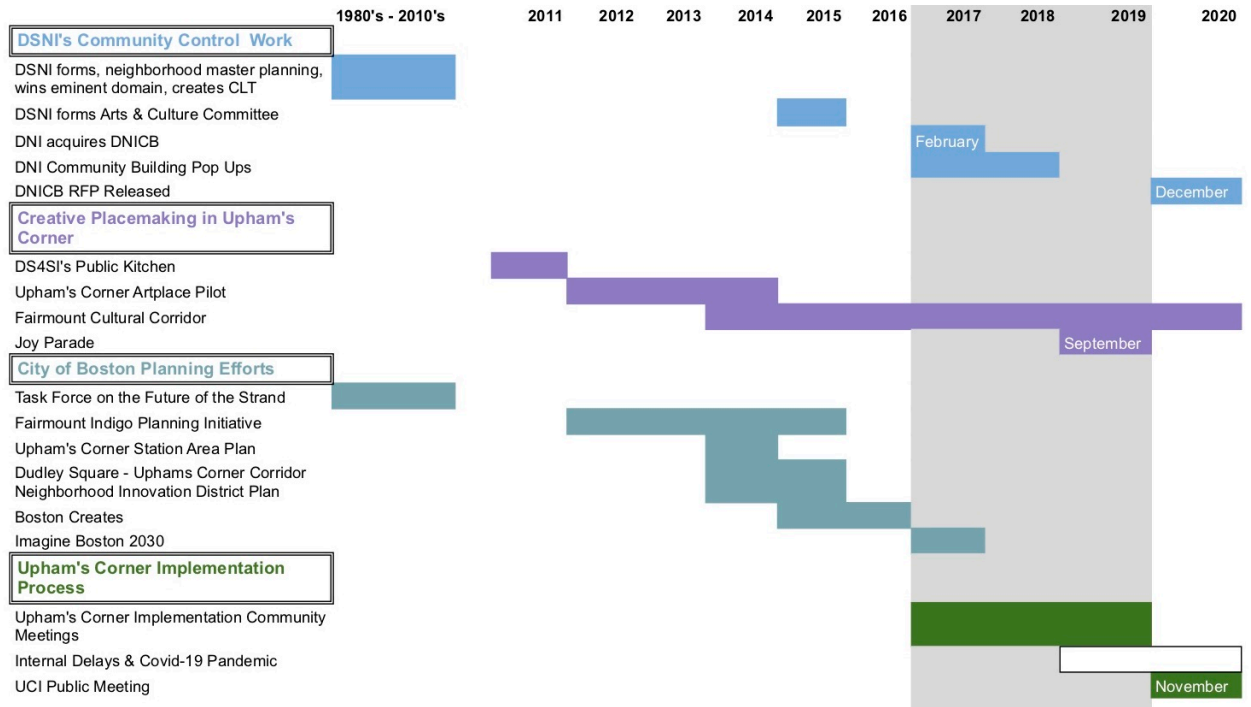 1980's - 2010's 2011 2012 2013 2014 2015 2016 2017 2018 2019 2020
DSNI's Community Control Work
DSNI forms, neighborhood master planning,
wins eminent domain, creates CLT
DSNI forms Arts & Culture Committee
DNI acquires DNICB February
DNI Community Building Pop Ups
DNICB RFP Released December
Creative Placemaking in Upham's
Corner
DS4SI's Public Kitchen
Upham's Corner Artplace Pilot
Fairmount Cultural Corridor
Joy Parade September
City of Boston Planning Efforts
Task Force on the Future of the Strand
Fairmount Indigo Planning Initiative
Upham's Corner Station Area Plan
Dudley Square - Uphams Corner Corridor
Neighborhood Innovation District Plan
Boston Creates
Imagine Boston 2030
Upham's Corner Implementation
Process
Upham's Corner Implementation Community
Meetings
Internal Delays & Covid-19 Pandemic
UCI Public Meeting November